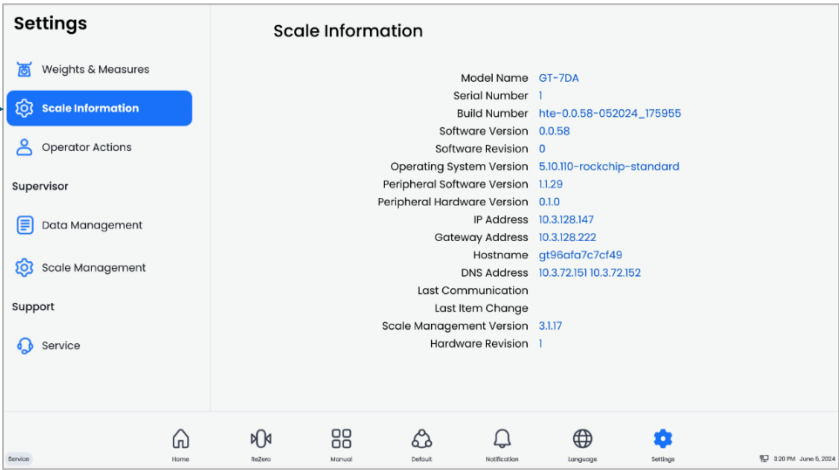 Settings
Weights & Measures
Scale Information
Operator Actions
Supervisor
Data Management
Scale Management
Support
Service
Scale Information
Model Name GT-7DA
Serial Number 1
Build Number hte-0.0.58-052024_175955
Software Version 0.0.58
Software Revision 0
Operating System Version 5.10.110-rockchip-standard
Peripheral Software Version 1.1.29
Peripheral Hardware Version 0.1.0
IP Address 10.3.128.147
Gateway Address 10.3.128.222
Hostname gt96afa7c7cf49
DNS Address 10.3.72.151 10.3.72.152
Last Communication
Last Item Change
Scale Management Version 3.1.17
Hardware Revision 1
Service
Home
ReZero
Manual
Default
Notification
Language
Settings
3:20 PM June 5, 2024